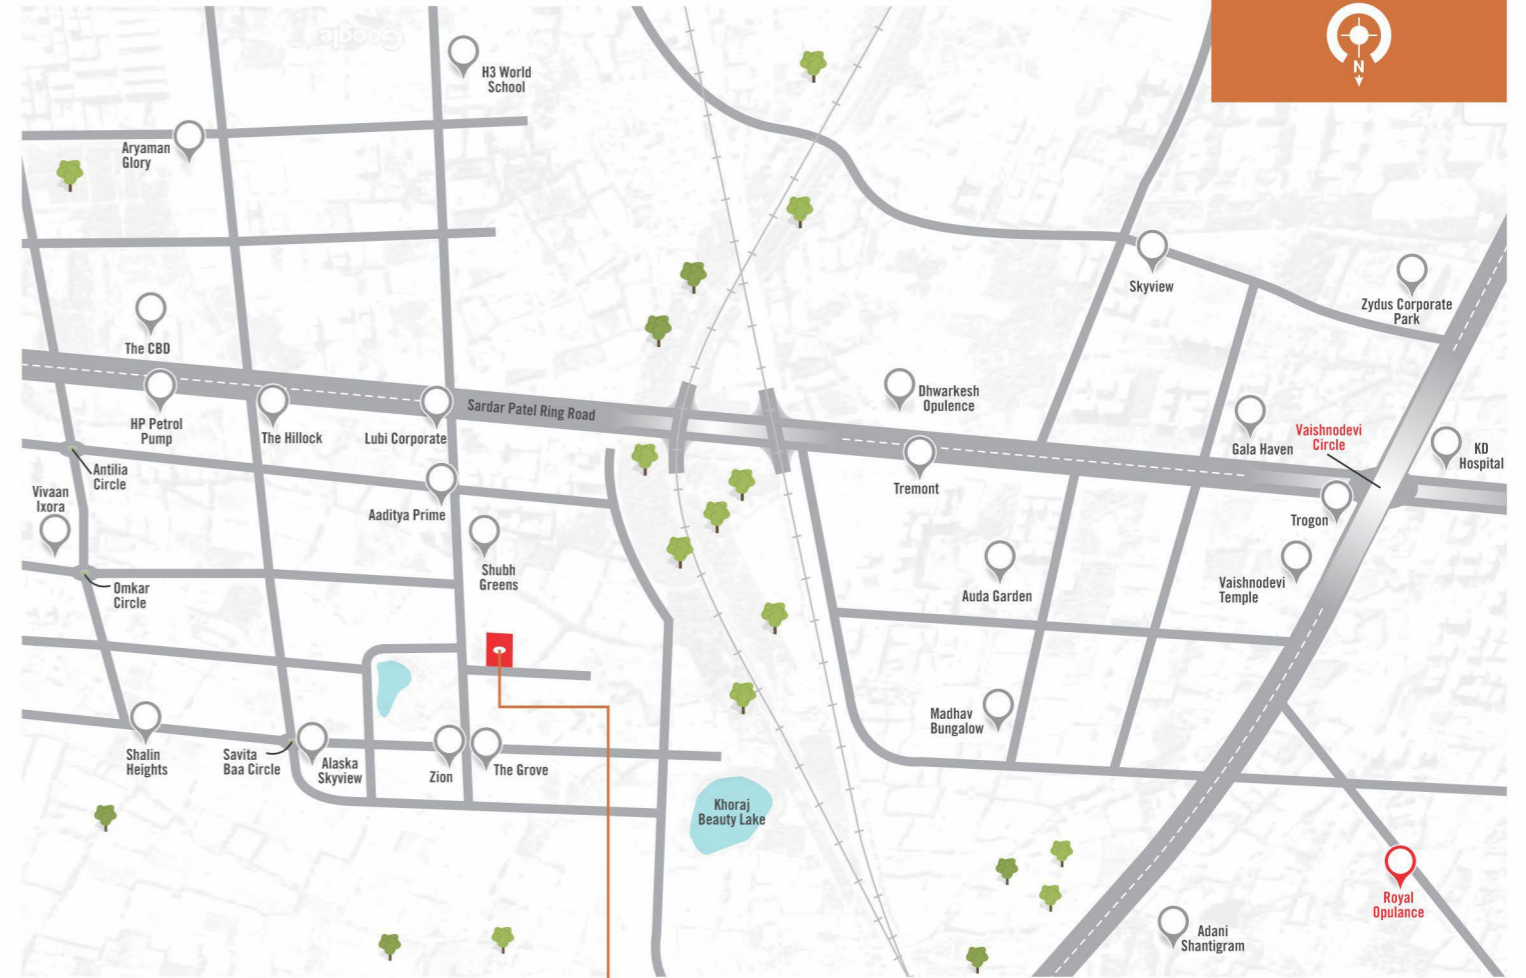 Google
N
H3 World
School
Aryaman
Glory
Skyview
Zydus Corporate
Park
The CBD
Dhwarkesh
Opulence
Sardar Patel Ring Road
HP Petrol
Pump
The Hillock
Lubi Corporate
Gala Haven
Vaishnodevi
Circle
KD
Hospital
Antilia
Circle
Tremont
Vivaan
Ixora
Aaditya Prime
Trogon
Shubh
Greens
Omkar
Circle
Auda Garden
Vaishnodevi
Temple
Madhav
Bungalow
Shalin
Heights
Savita
Baa Circle
Alaska
Skyview
Zion
The Grove
Khoraj
Beauty Lake
Royal
Opulance
Adani
Shantigram